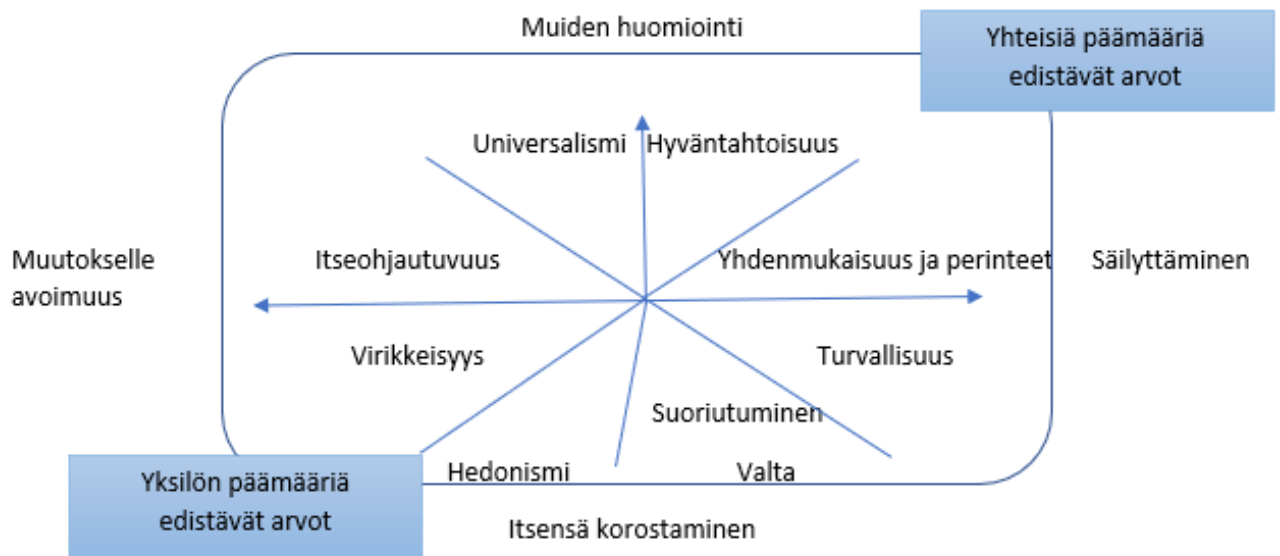 Muiden huomiointi
Yhteisiä päämääriä
edistävät arvot
Universalismi
Hyväntahtoisuus
Muutokselle
avoimuus
Itseohjautuvuus
Yhdenmukaisuus ja perinteet
Säilyttäminen
Virikkeisyys
Turvallisuus
Suoriutuminen
Hedonismi
Valta
Yksilön päämääriä
edistävät arvot
Itsensä korostaminen